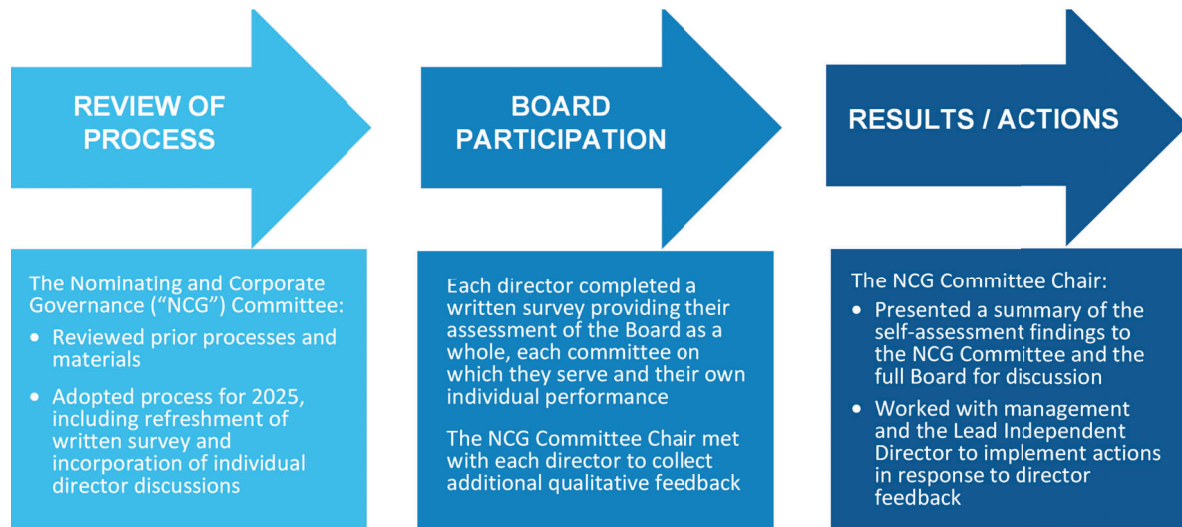 REVIEW OF
PROCESS
The Nominating and Corporate
Governance (“NCG”) Committee:
• Reviewed prior processes and
materials
• Adopted process for 2025,
including refreshment of
written survey and
incorporation of individual
director discussions
BOARD
PARTICIPATION
Each director completed a
written survey providing their
assessment of the Board as a
whole, each committee on
which they serve and their own
individual performance
The NCG Committee Chair met
with each director to collect
additional qualitative feedback
RESULTS / ACTIONS
The NCG Committee Chair:
• Presented a summary of the
self-assessment findings to
the NCG Committee and the
full Board for discussion
• Worked with management
and the Lead Independent
Director to implement actions
in response to director
feedback